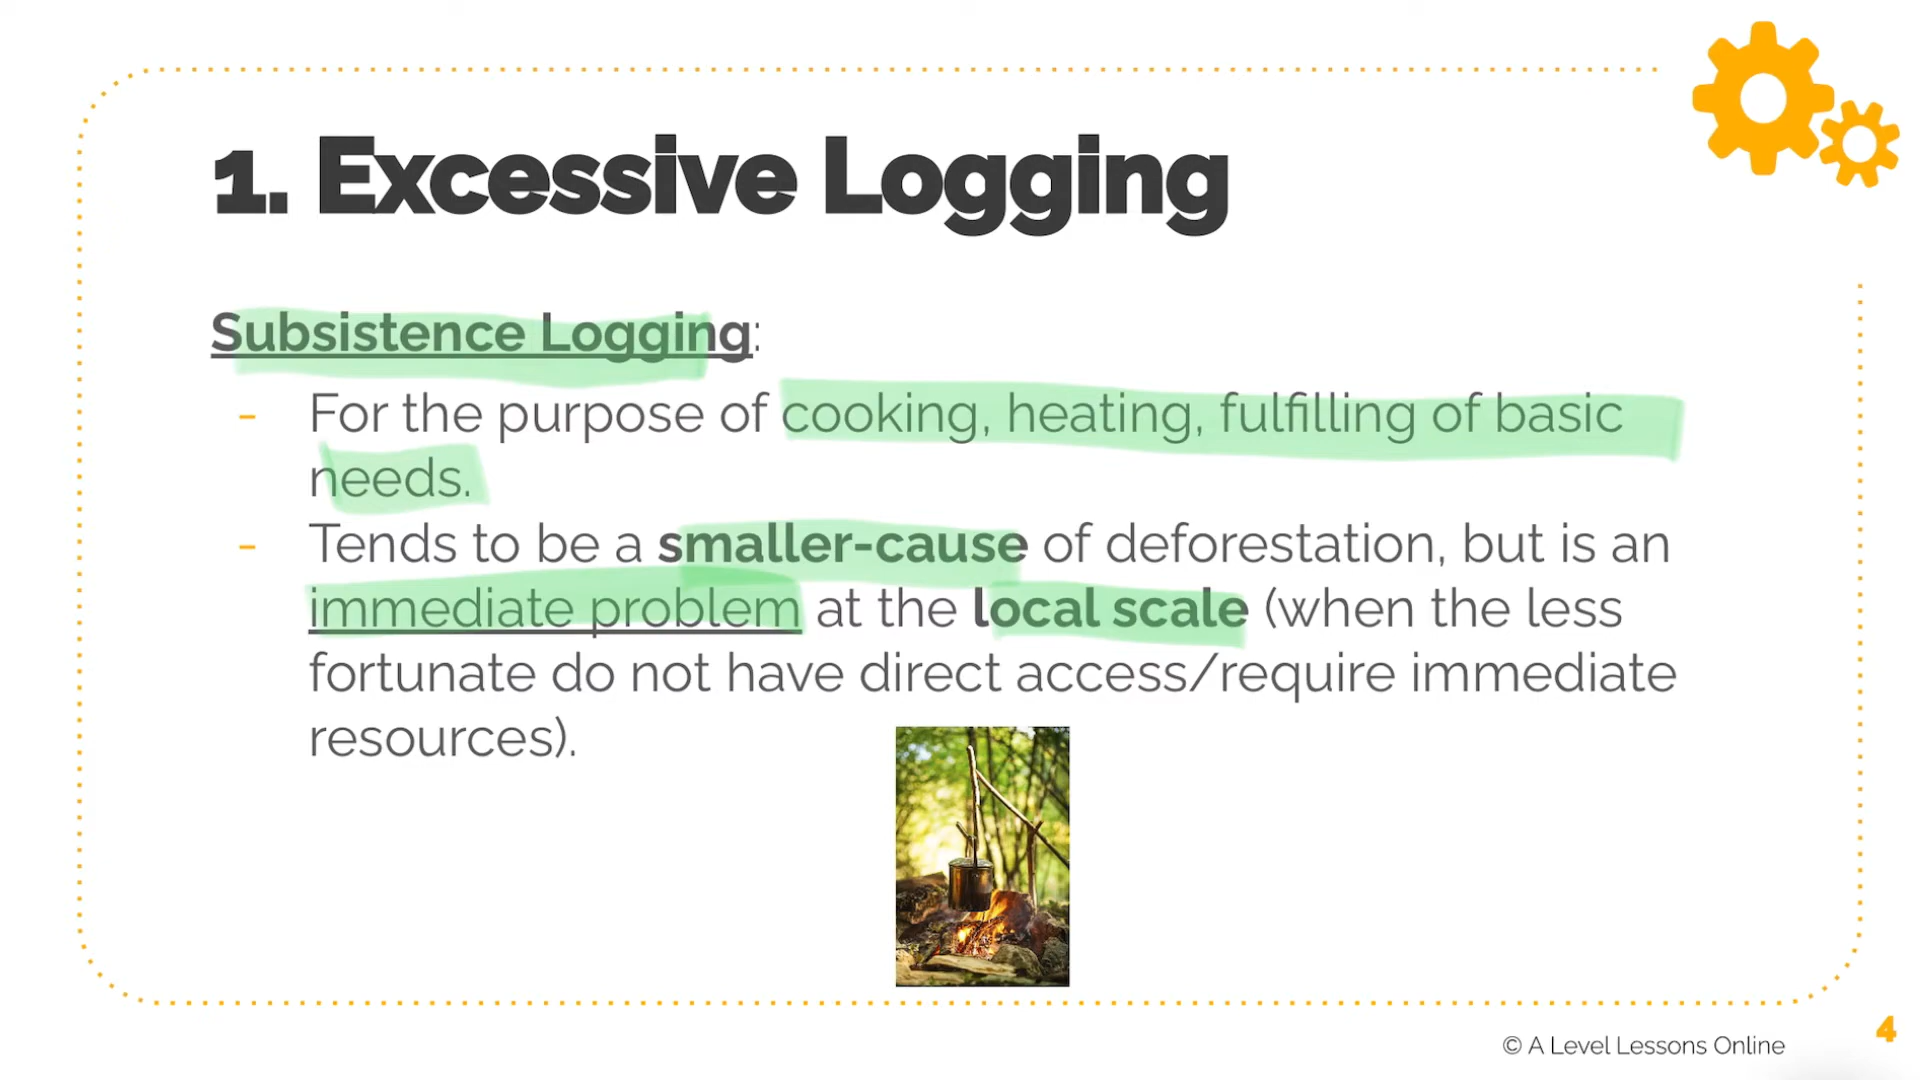 1. Excessive Logging
Subsistence Logging:
- For the purpose of cooking, heating, fulfilling of basic
needs.
- Tends to be a smaller-cause of deforestation, but is an
immediate problem at the local scale (when the less
fortunate do not have direct access/require immediate
resources).
© A Level Lessons Online
4